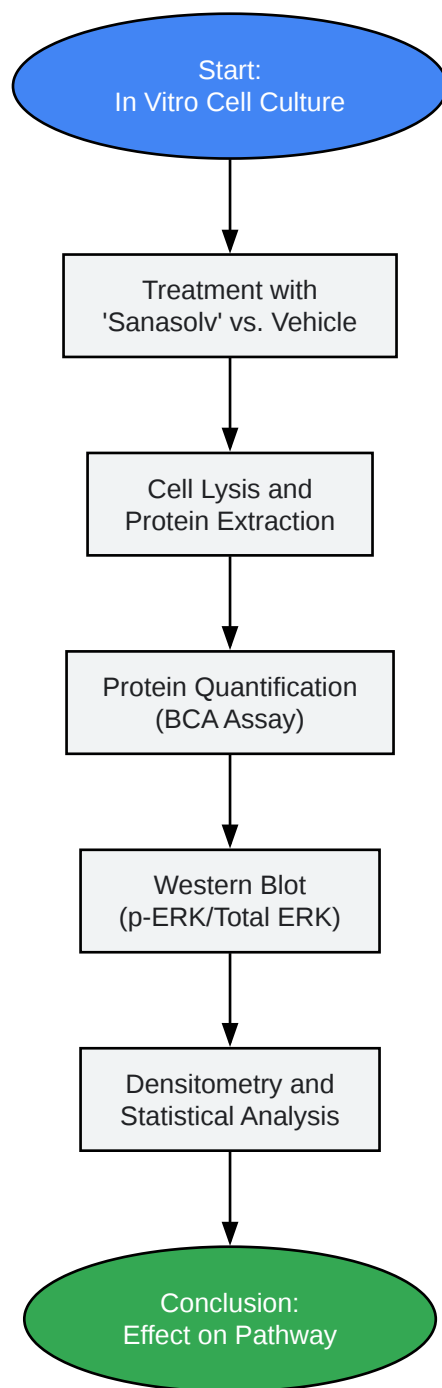 Start:
In Vitro Cell Culture
Treatment with
'Sanasolv' vs. Vehicle
Cell Lysis and
Protein Extraction
Protein Quantification
(BCA Assay)
Western Blot
(p-ERK/Total ERK)
Densitometry and
Statistical Analysis
Conclusion:
Effect on Pathway